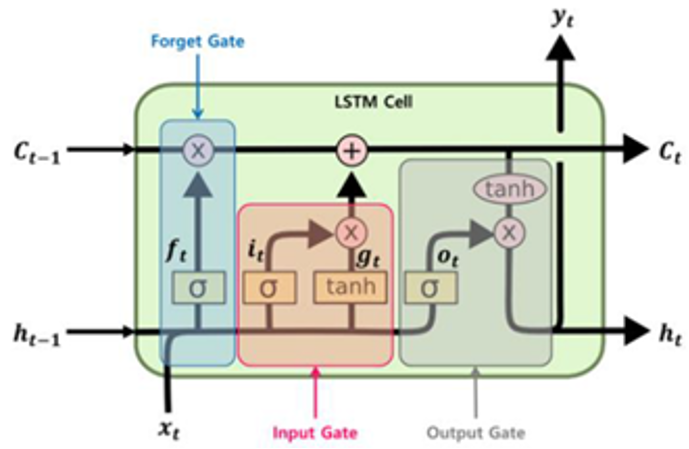 y_t
Forget Gate
LSTM Cell
C_{t-1}
x
+
C_t
tanh
x
x
f_t
i_t
g_t
o_t
σ
σ
tanh
σ
h_{t-1}
h_t
x_t
Input Gate
Output Gate